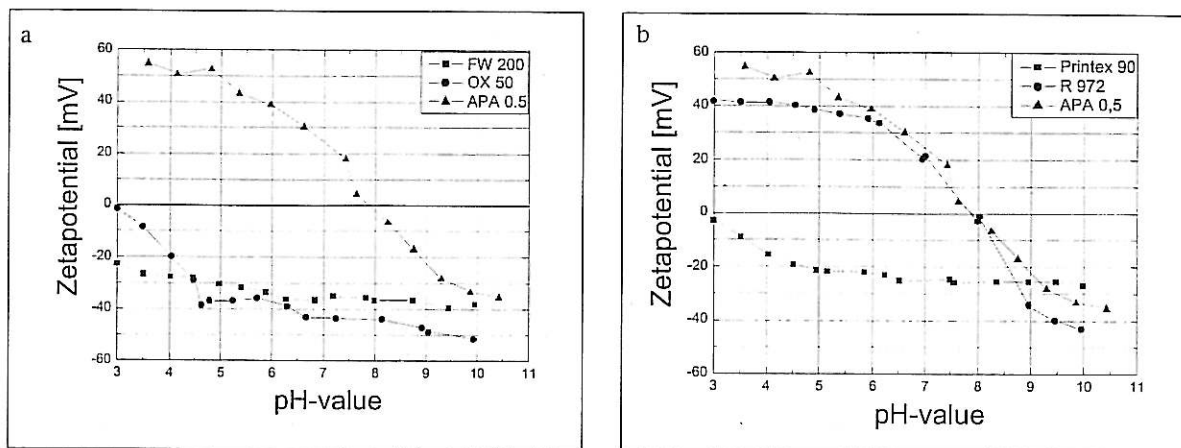 a
Zetapotential [mV]
60
40
20
0
-20
-40
-60
3 4 5 6 7 8 9 10 11
pH-value
FW 200
OX 50
APA 0.5
b
Zetapotential [mV]
60
40
20
0
-20
-40
-60
3 4 5 6 7 8 9 10 11
pH-value
Printex 90
R 972
APA 0,5